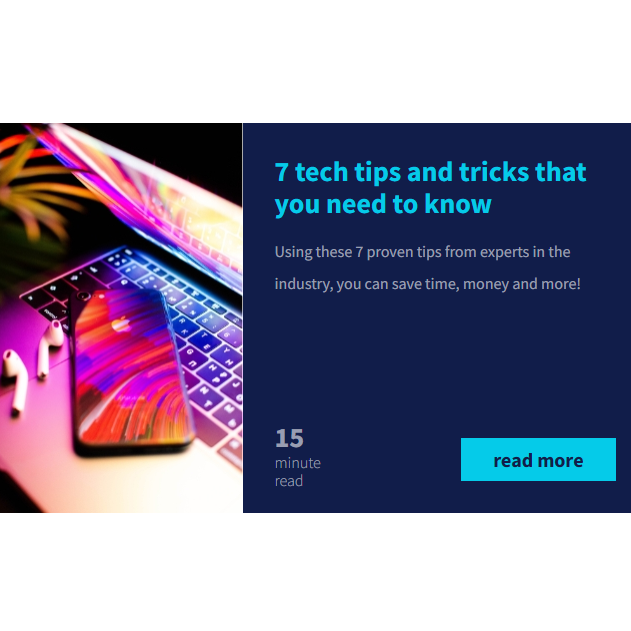 7 tech tips and tricks that
you need to know
Using these 7 proven tips from experts in the
industry, you can save time, money and more!
15
minute
read
read more